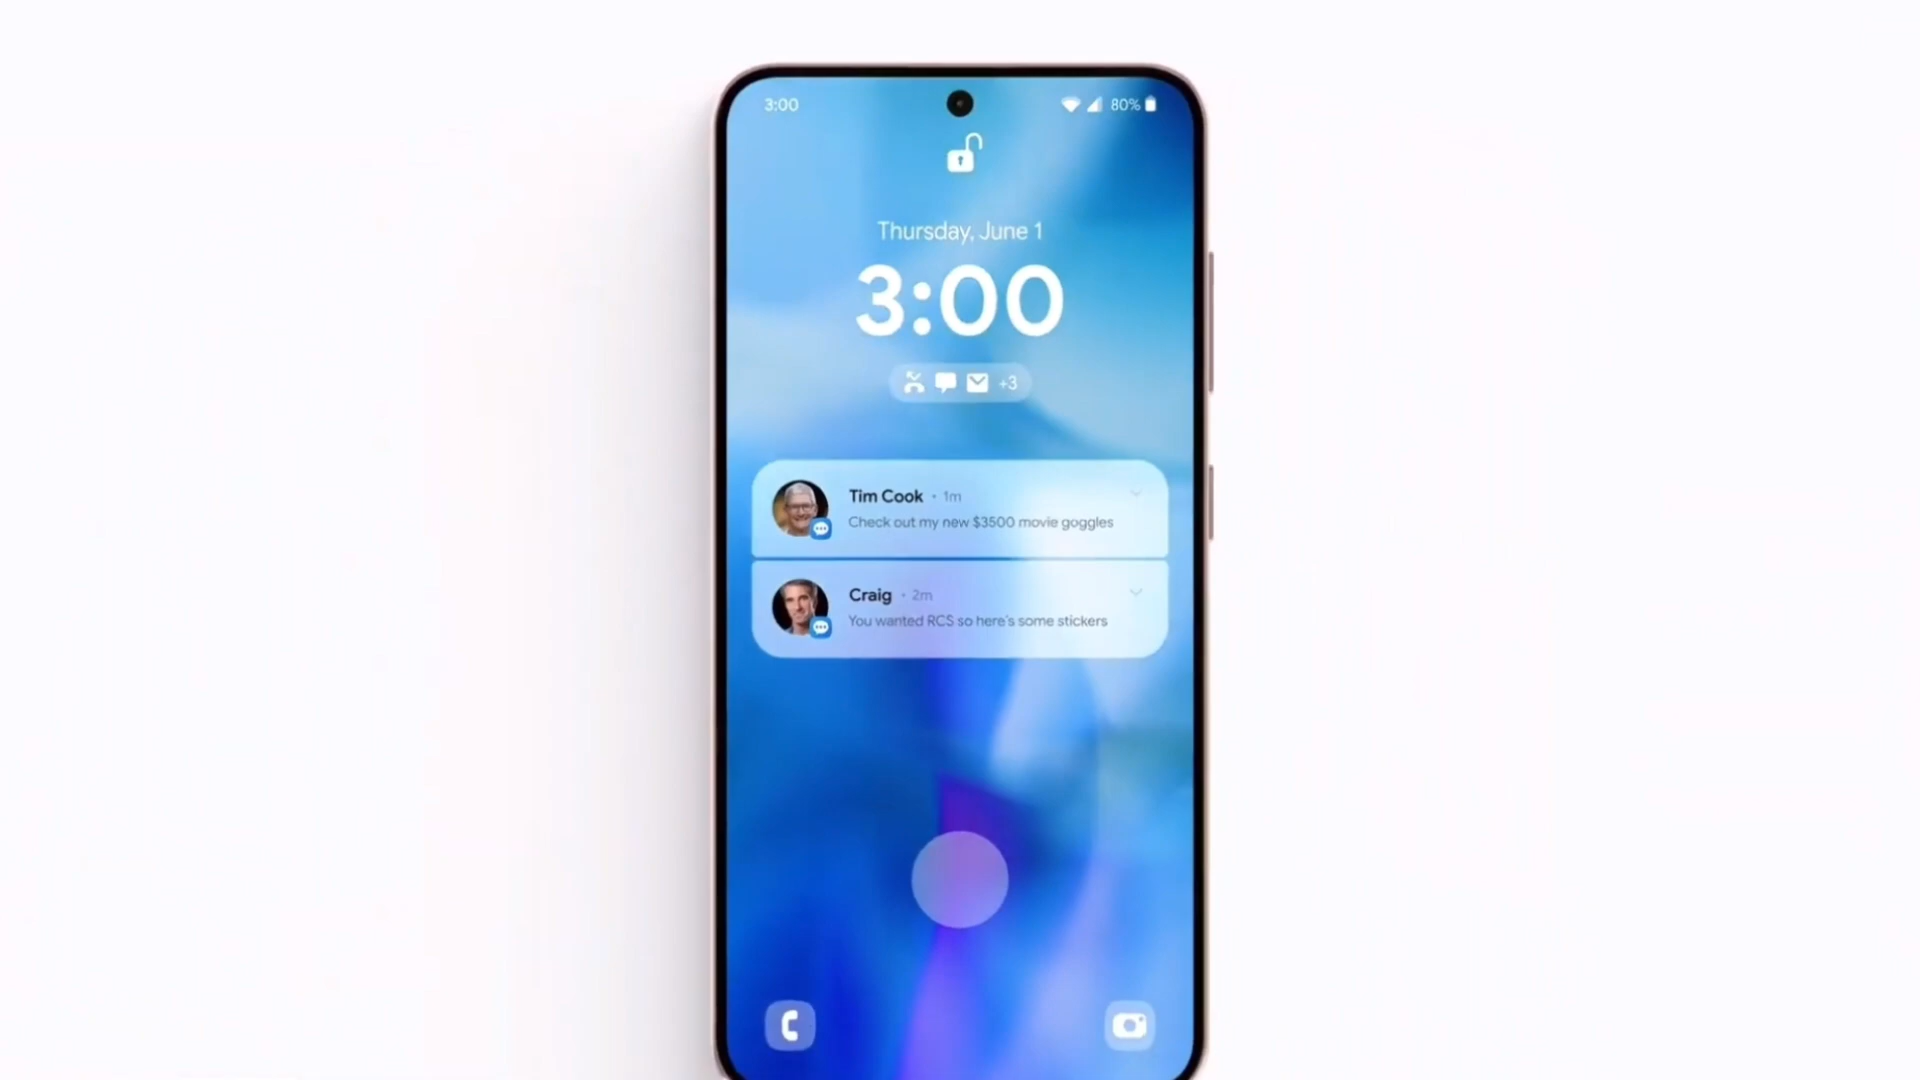 3:00
80%
Thursday, June 1
3:00
+3
Tim Cook • 1m
Check out my new $3500 movie goggles
Craig • 2m
You wanted RCS so here's some stickers